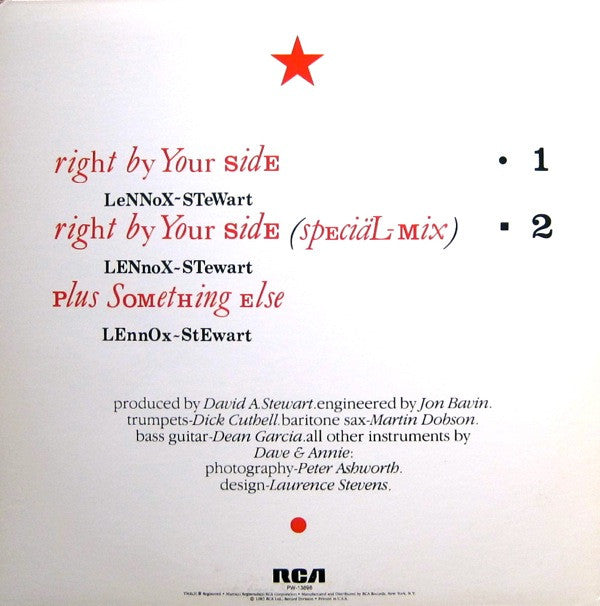 right by Your SidE • 1
LeNNoX~STeWart
right by Your SidE (spEciäL-Mix) ▪ 2
LENnoX~STewart
Plus SOMEtHing Else
LEnnOx~StEwart
produced by David A.Stewart.engineered by Jon Bavin.
trumpets-Dick Cuthell.baritone sax-Martin Dobson.
bass guitar-Dean Garcia.all other instruments by
Dave & Annie:
photography-Peter Ashworth.
design-Laurence Stevens.
RCA
PW-13696